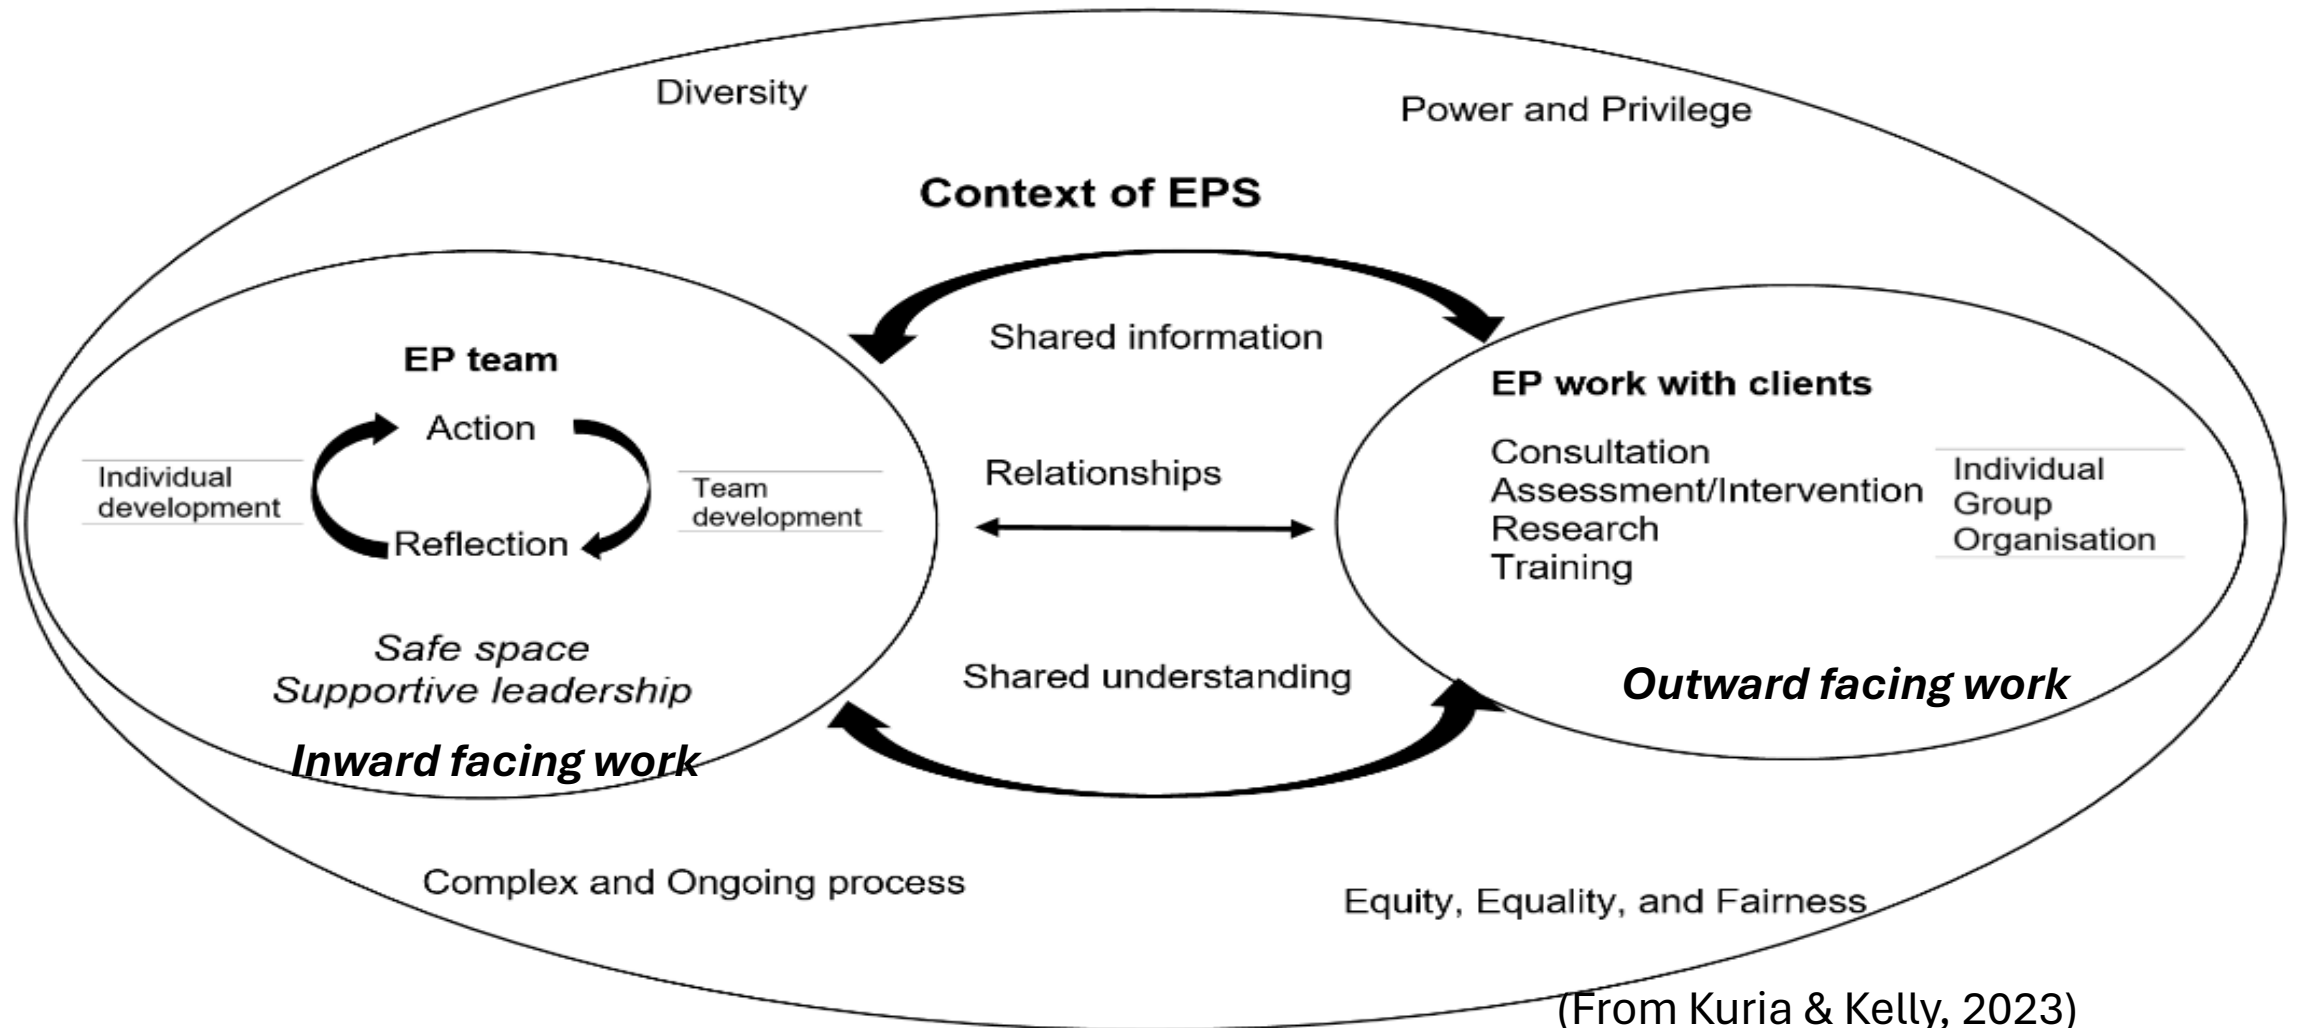 Diversity
Power and Privilege
Context of EPS
EP team
Action
Individual
development
Team
development
Reflection
Safe space
Supportive leadership
Inward facing work
Shared information
Relationships
Shared understanding
EP work with clients
Consultation
Assessment/Intervention
Research
Training
Individual
Group
Organisation
Outward facing work
Complex and Ongoing process
Equity, Equality, and Fairness
(From Kuria & Kelly, 2023)